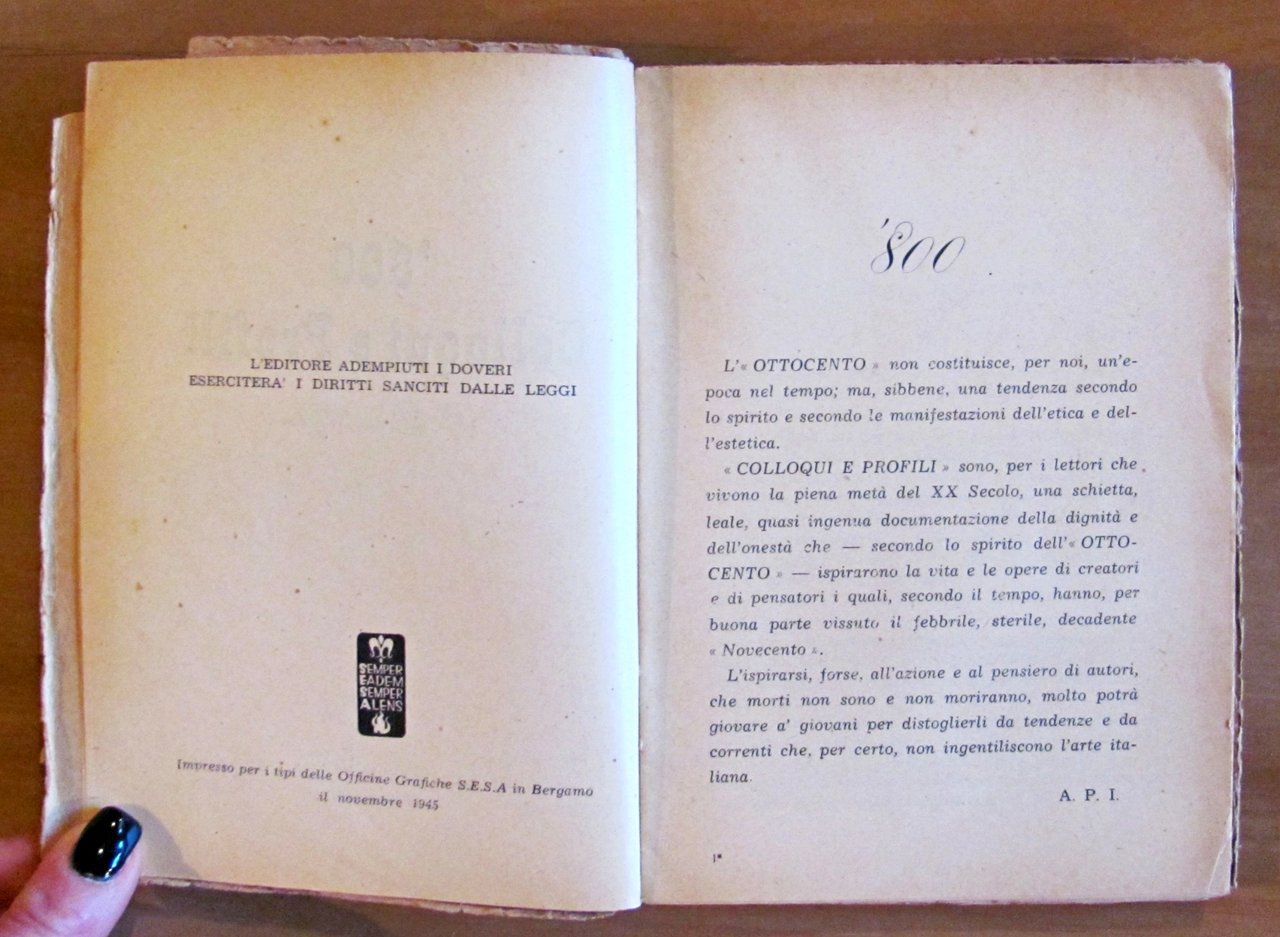 L'EDITORE ADEMPIUTI I DOVERI
ESERCITERA' I DIRITTI SANCITI DALLE LEGGI
SEMPER
EADEM
SEMPER
ALENS
Impresso per i tipi delle Officine Grafiche S.E.S.A in Bergamo
il novembre 1945
'800
L'« OTTOCENTO » non costituisce, per noi, un'e-
poca nel tempo; ma, sibbene, una tendenza secondo
lo spirito e secondo le manifestazioni dell'etica e del-
l'estetica.
« COLLOQUI E PROFILI » sono, per i lettori che
vivono la piena metà del XX Secolo, una schietta,
leale, quasi ingenua documentazione della dignità e
dell'onestà che — secondo lo spirito dell'« OTTO-
CENTO » — ispirarono la vita e le opere di creatori
e di pensatori i quali, secondo il tempo, hanno, per
buona parte vissuto il febbrile, sterile, decadente
« Novecento ».
L'ispirarsi, forse, all'azione e al pensiero di autori,
che morti non sono e non moriranno, molto potrà
giovare a' giovani per distoglierli da tendenze e da
correnti che, per certo, non ingentiliscono l'arte ita-
liana.
A. P. I.
1*